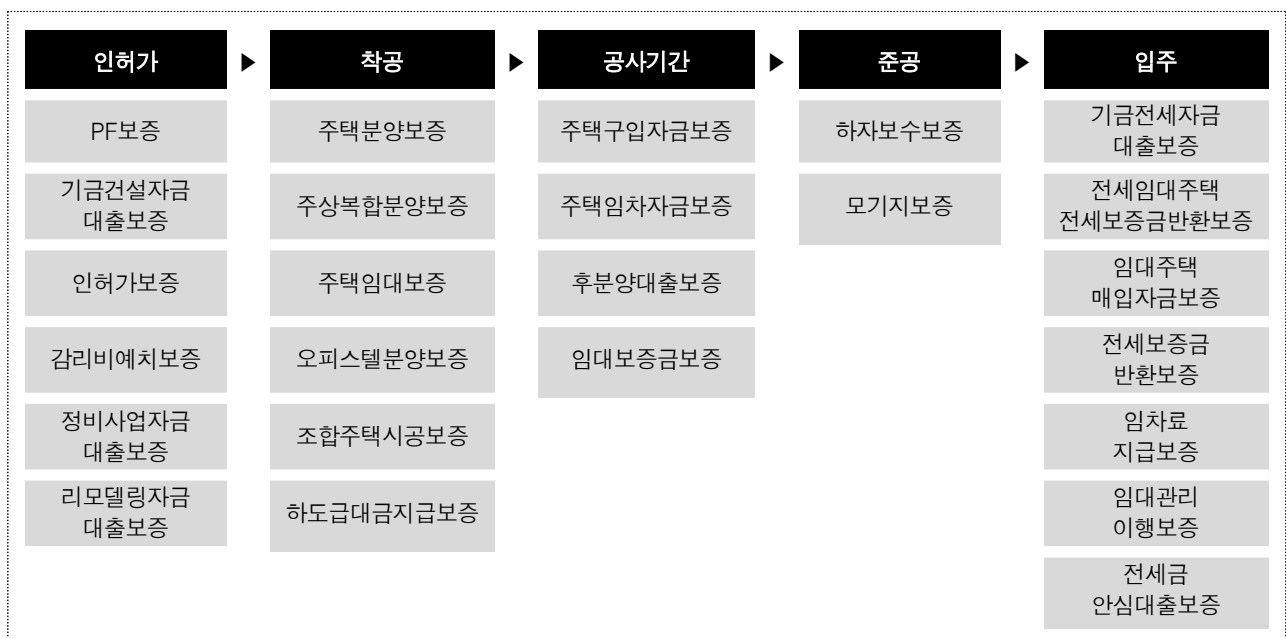 인허가
▶
착공
▶
공사기간
▶
준공
▶
입주
PF보증
기금건설자금
대출보증
인허가보증
감리비예치보증
정비사업자금
대출보증
리모델링자금
대출보증
주택분양보증
주상복합분양보증
주택임대보증
오피스텔분양보증
조합주택시공보증
하도급대금지급보증
주택구입자금보증
주택임차자금보증
후분양대출보증
임대보증금보증
하자보수보증
모기지보증
기금전세자금
대출보증
전세임대주택
전세보증금반환보증
임대주택
매입자금보증
전세보증금
반환보증
임차료
지급보증
임대관리
이행보증
전세금
안심대출보증